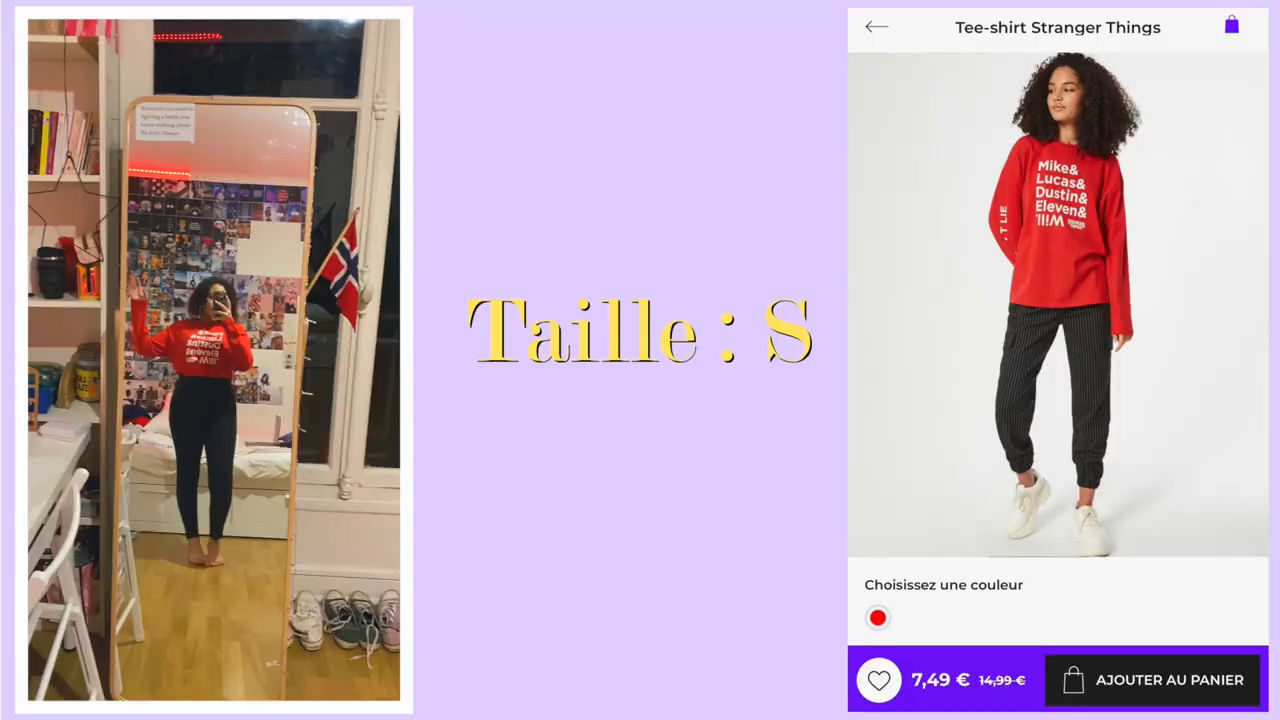 Taille : S
Tee-shirt Stranger Things
Mike&
Lucas&
Dustin&
Eleven&
Will!
T LIE
Choisissez une couleur
7,49 € 14,99 €
AJOUTER AU PANIER